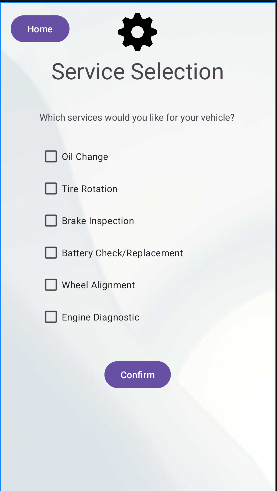 Home
Service Selection
Which services would you like for your vehicle?
Oil Change
Tire Rotation
Brake Inspection
Battery Check/Replacement
Wheel Alignment
Engine Diagnostic
Confirm